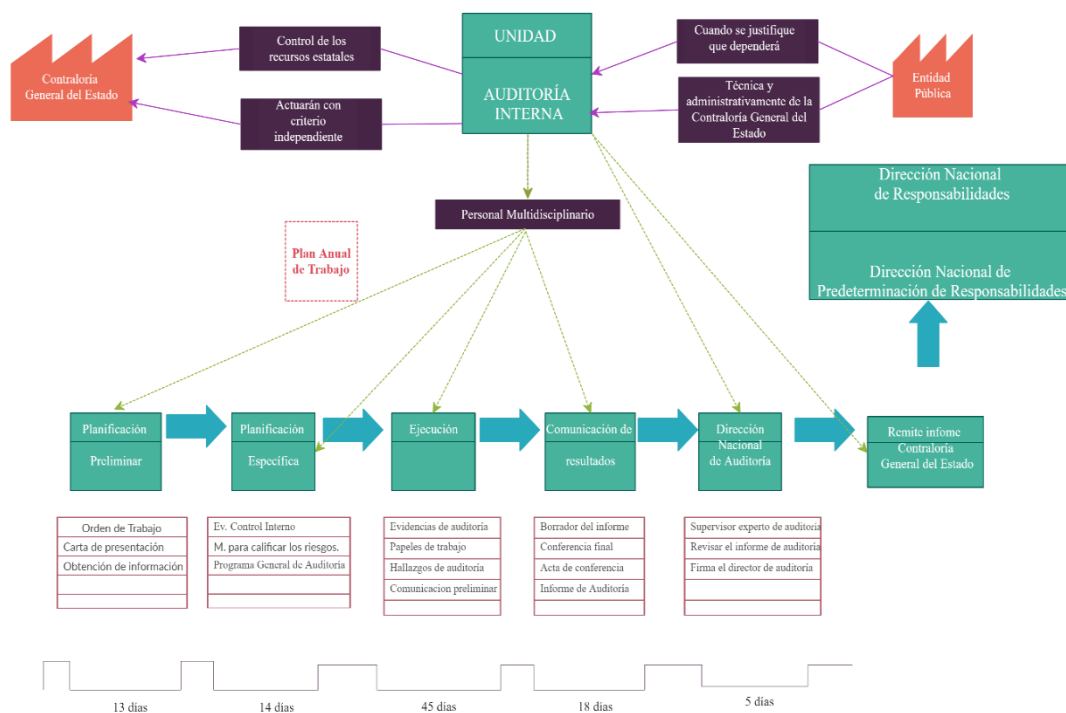 UNIDAD
AUDITORÍA
INTERNA
Contraloría
General del Estado
Control de los
recursos estatales
Actuarán con
criterio
independiente
Cuando se justifique
que dependerá
Técnica y
administrativamente de la
Contraloría General del
Estado
Entidad
Pública
Personal Multidisciplinario
Plan Anual
de Trabajo
Dirección Nacional
de Responsabilidades
Dirección Nacional de
Predeterminación de Responsabilidades
Planificación
Preliminar
Planificación
Específica
Ejecución
Comunicación de
resultados
Dirección
Nacional
de Auditoría
Remite informe
Contraloría
General del Estado
Orden de Trabajo
Carta de presentación
Obtención de información
Ev. Control Interno
M. para calificar los riesgos.
Programa General de Auditoría
Evidencias de auditoría
Papeles de trabajo
Hallazgos de auditoría
Comunicacion preliminar
Borrador del informe
Conferencia final
Acta de conferencia
Informe de Auditoría
Supervisor experto de auditoria
Revisar el informe de auditoria
Firma el director de auditoría
13 días
14 días
45 días
18 días
5 días